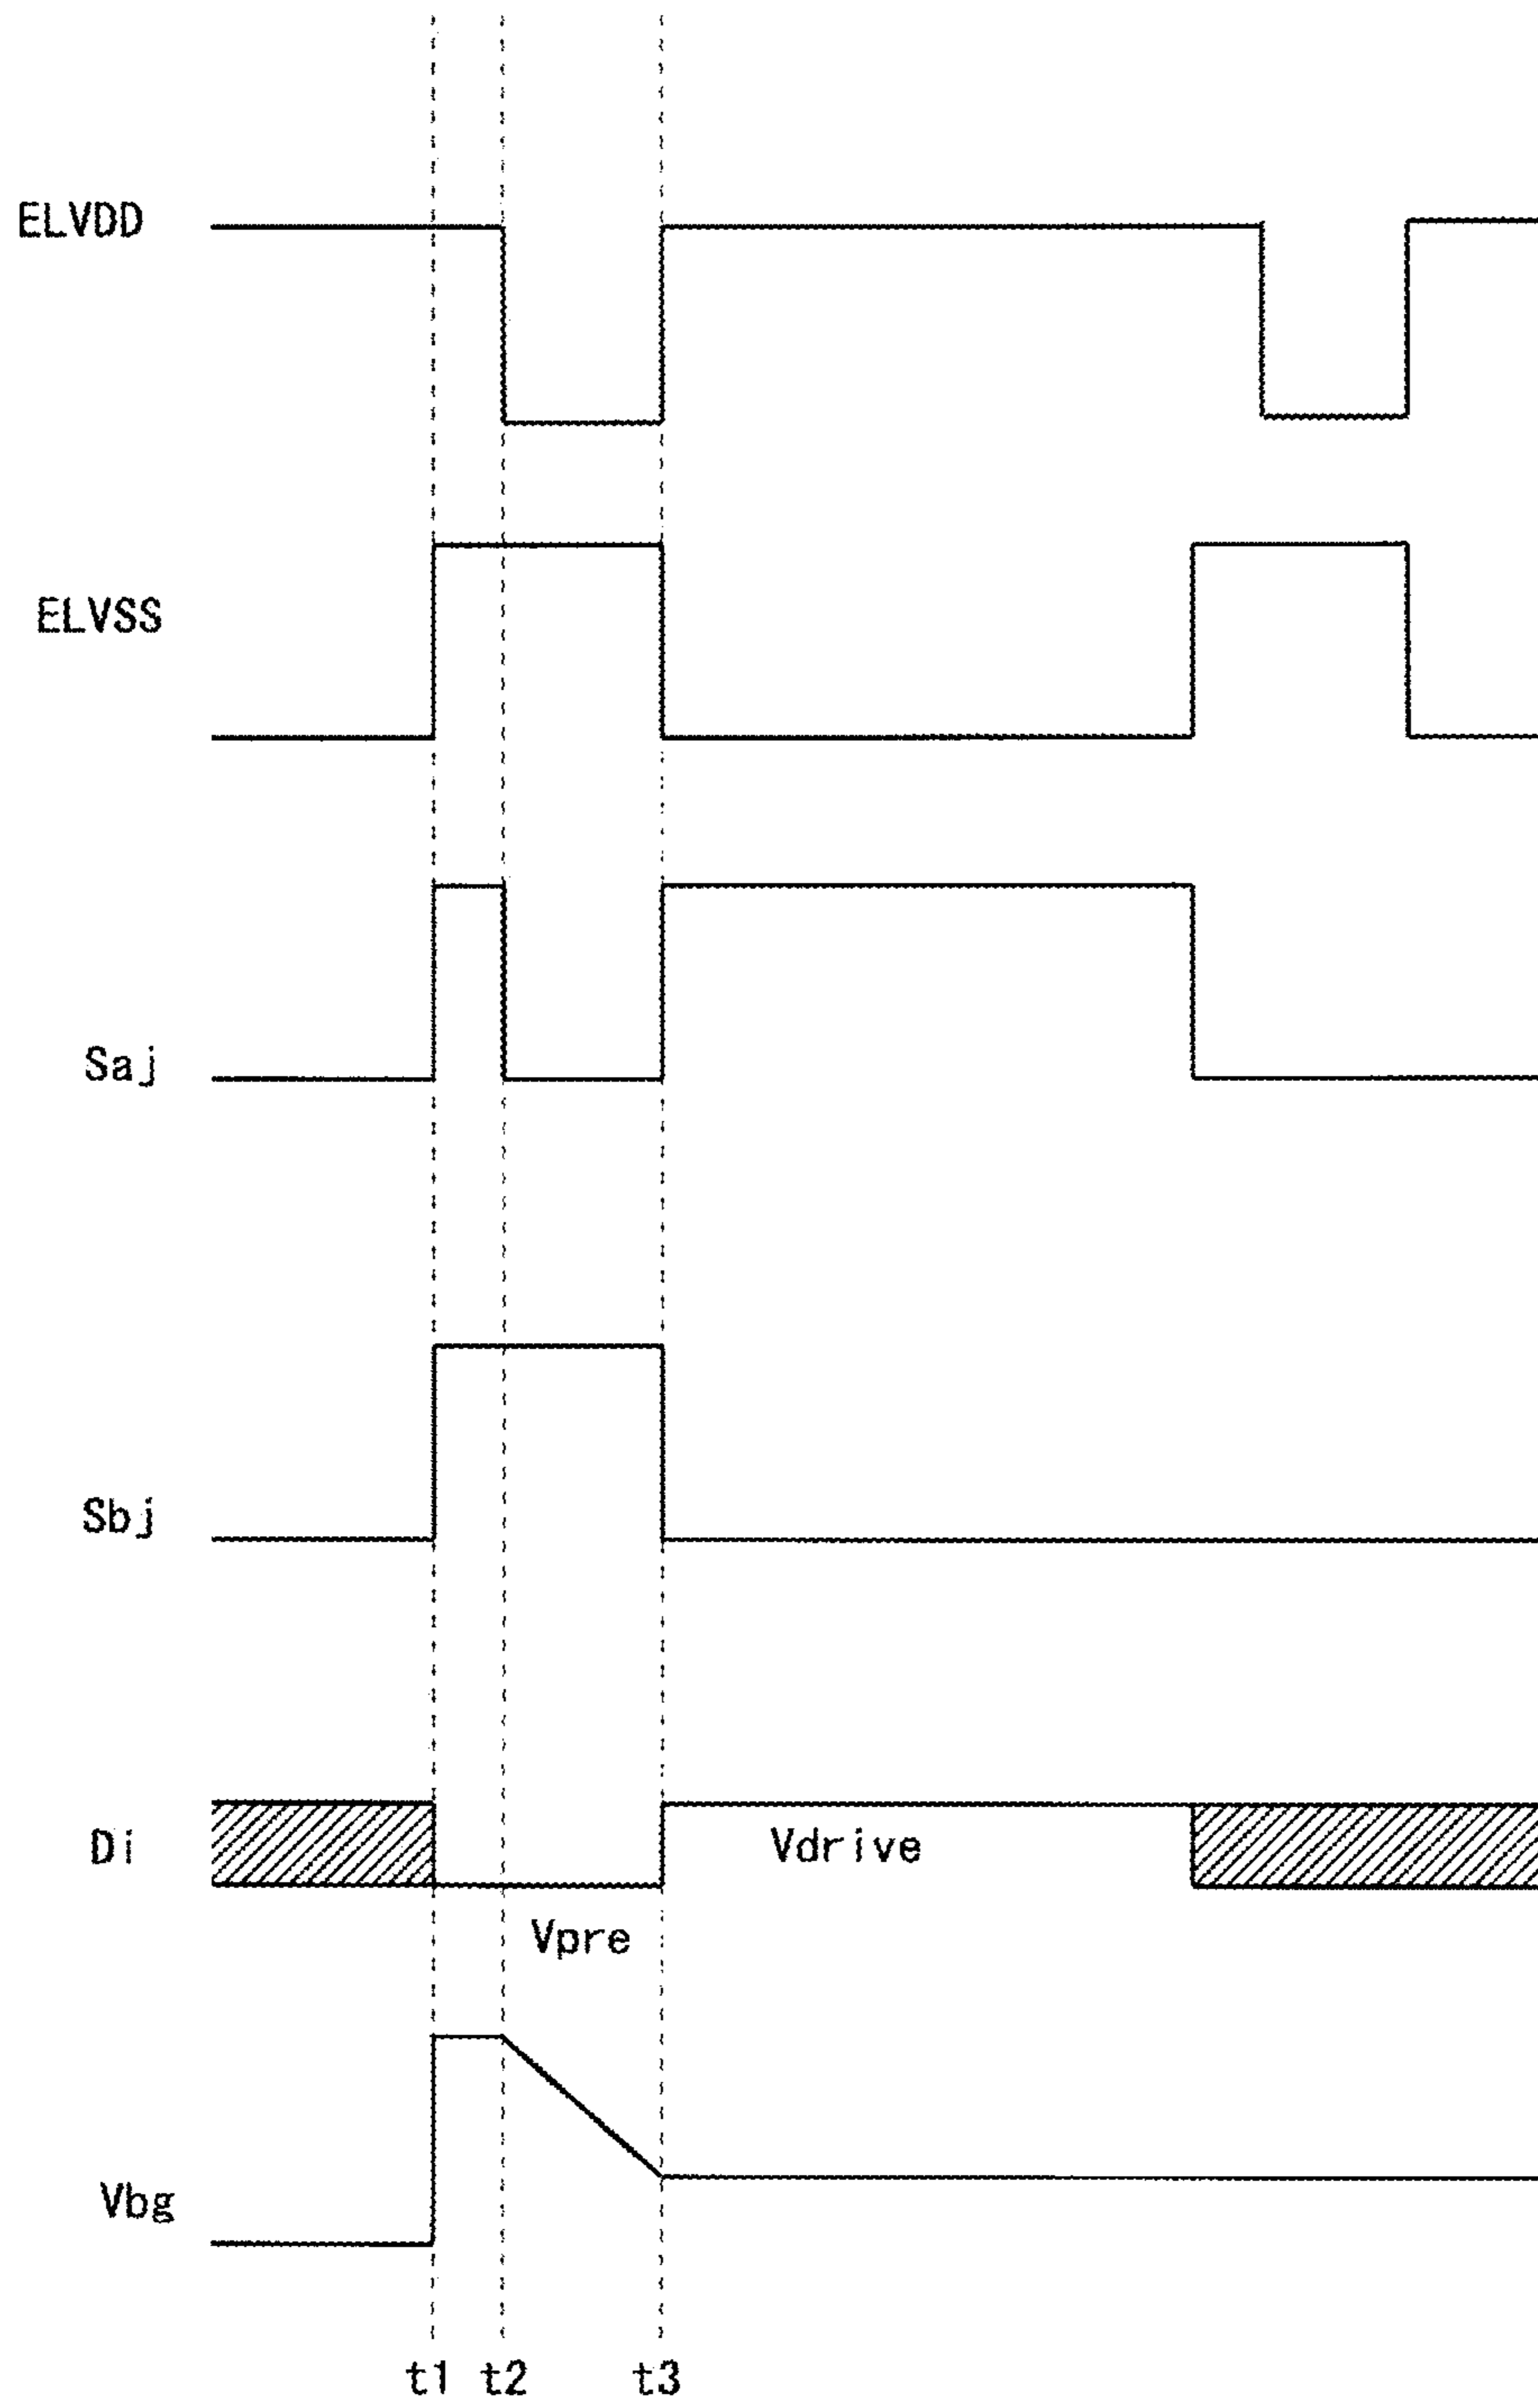 ELVDD
ELVSS
Saj
Sbj
Di
Vdrive
Vpre
Vbg
t1 t2 t3